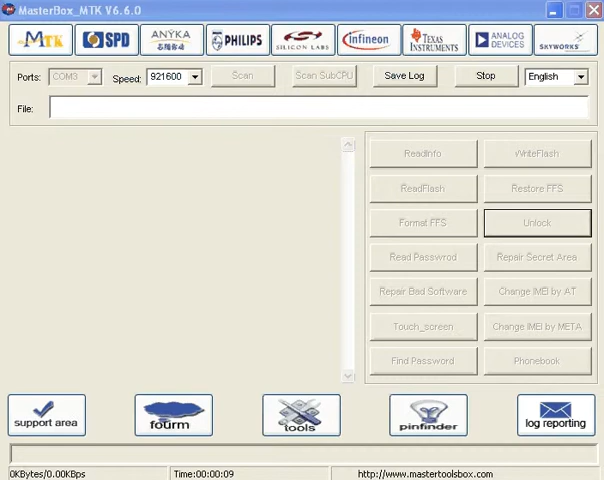 MasterBox_MTK V6.6.0
MTK SPD ANYKA PHILIPS SILICON LABS Infineon TEXAS INSTRUMENTS ANALOG DEVICES SKYWORKS
Ports: COM3 Speed: 921600 Scan Scan SubCPU Save Log Stop English
File:
ReadInfo WriteFlash
ReadFlash Restore FFS
Format FFS Unlock
Read Passwrod Repair Secret Area
Repair Bad Software Change IMEI by AT
Touch_screen Change IMEI by META
Find Password Phonebook
support area fourm tools pinfinder log reporting
0KBytes/0.00KBps Time:00:00:09 http://www.mastertoolsbox.com